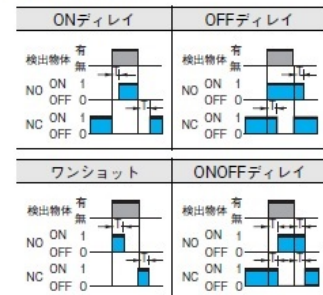 ONディレイ
検出物体 有
無
T
NO ON 1
OFF 0
T
NC ON 1
OFF 0
OFFディレイ
検出物体 有
無
T
NO ON 1
OFF 0
T
NC ON 1
OFF 0
ワンショット
検出物体 有
無
T
NO ON 1
OFF 0
T
NC ON 1
OFF 0
ONOFFディレイ
検出物体 有
無
T T
NO ON 1
OFF 0
T T
NC ON 1
OFF 0